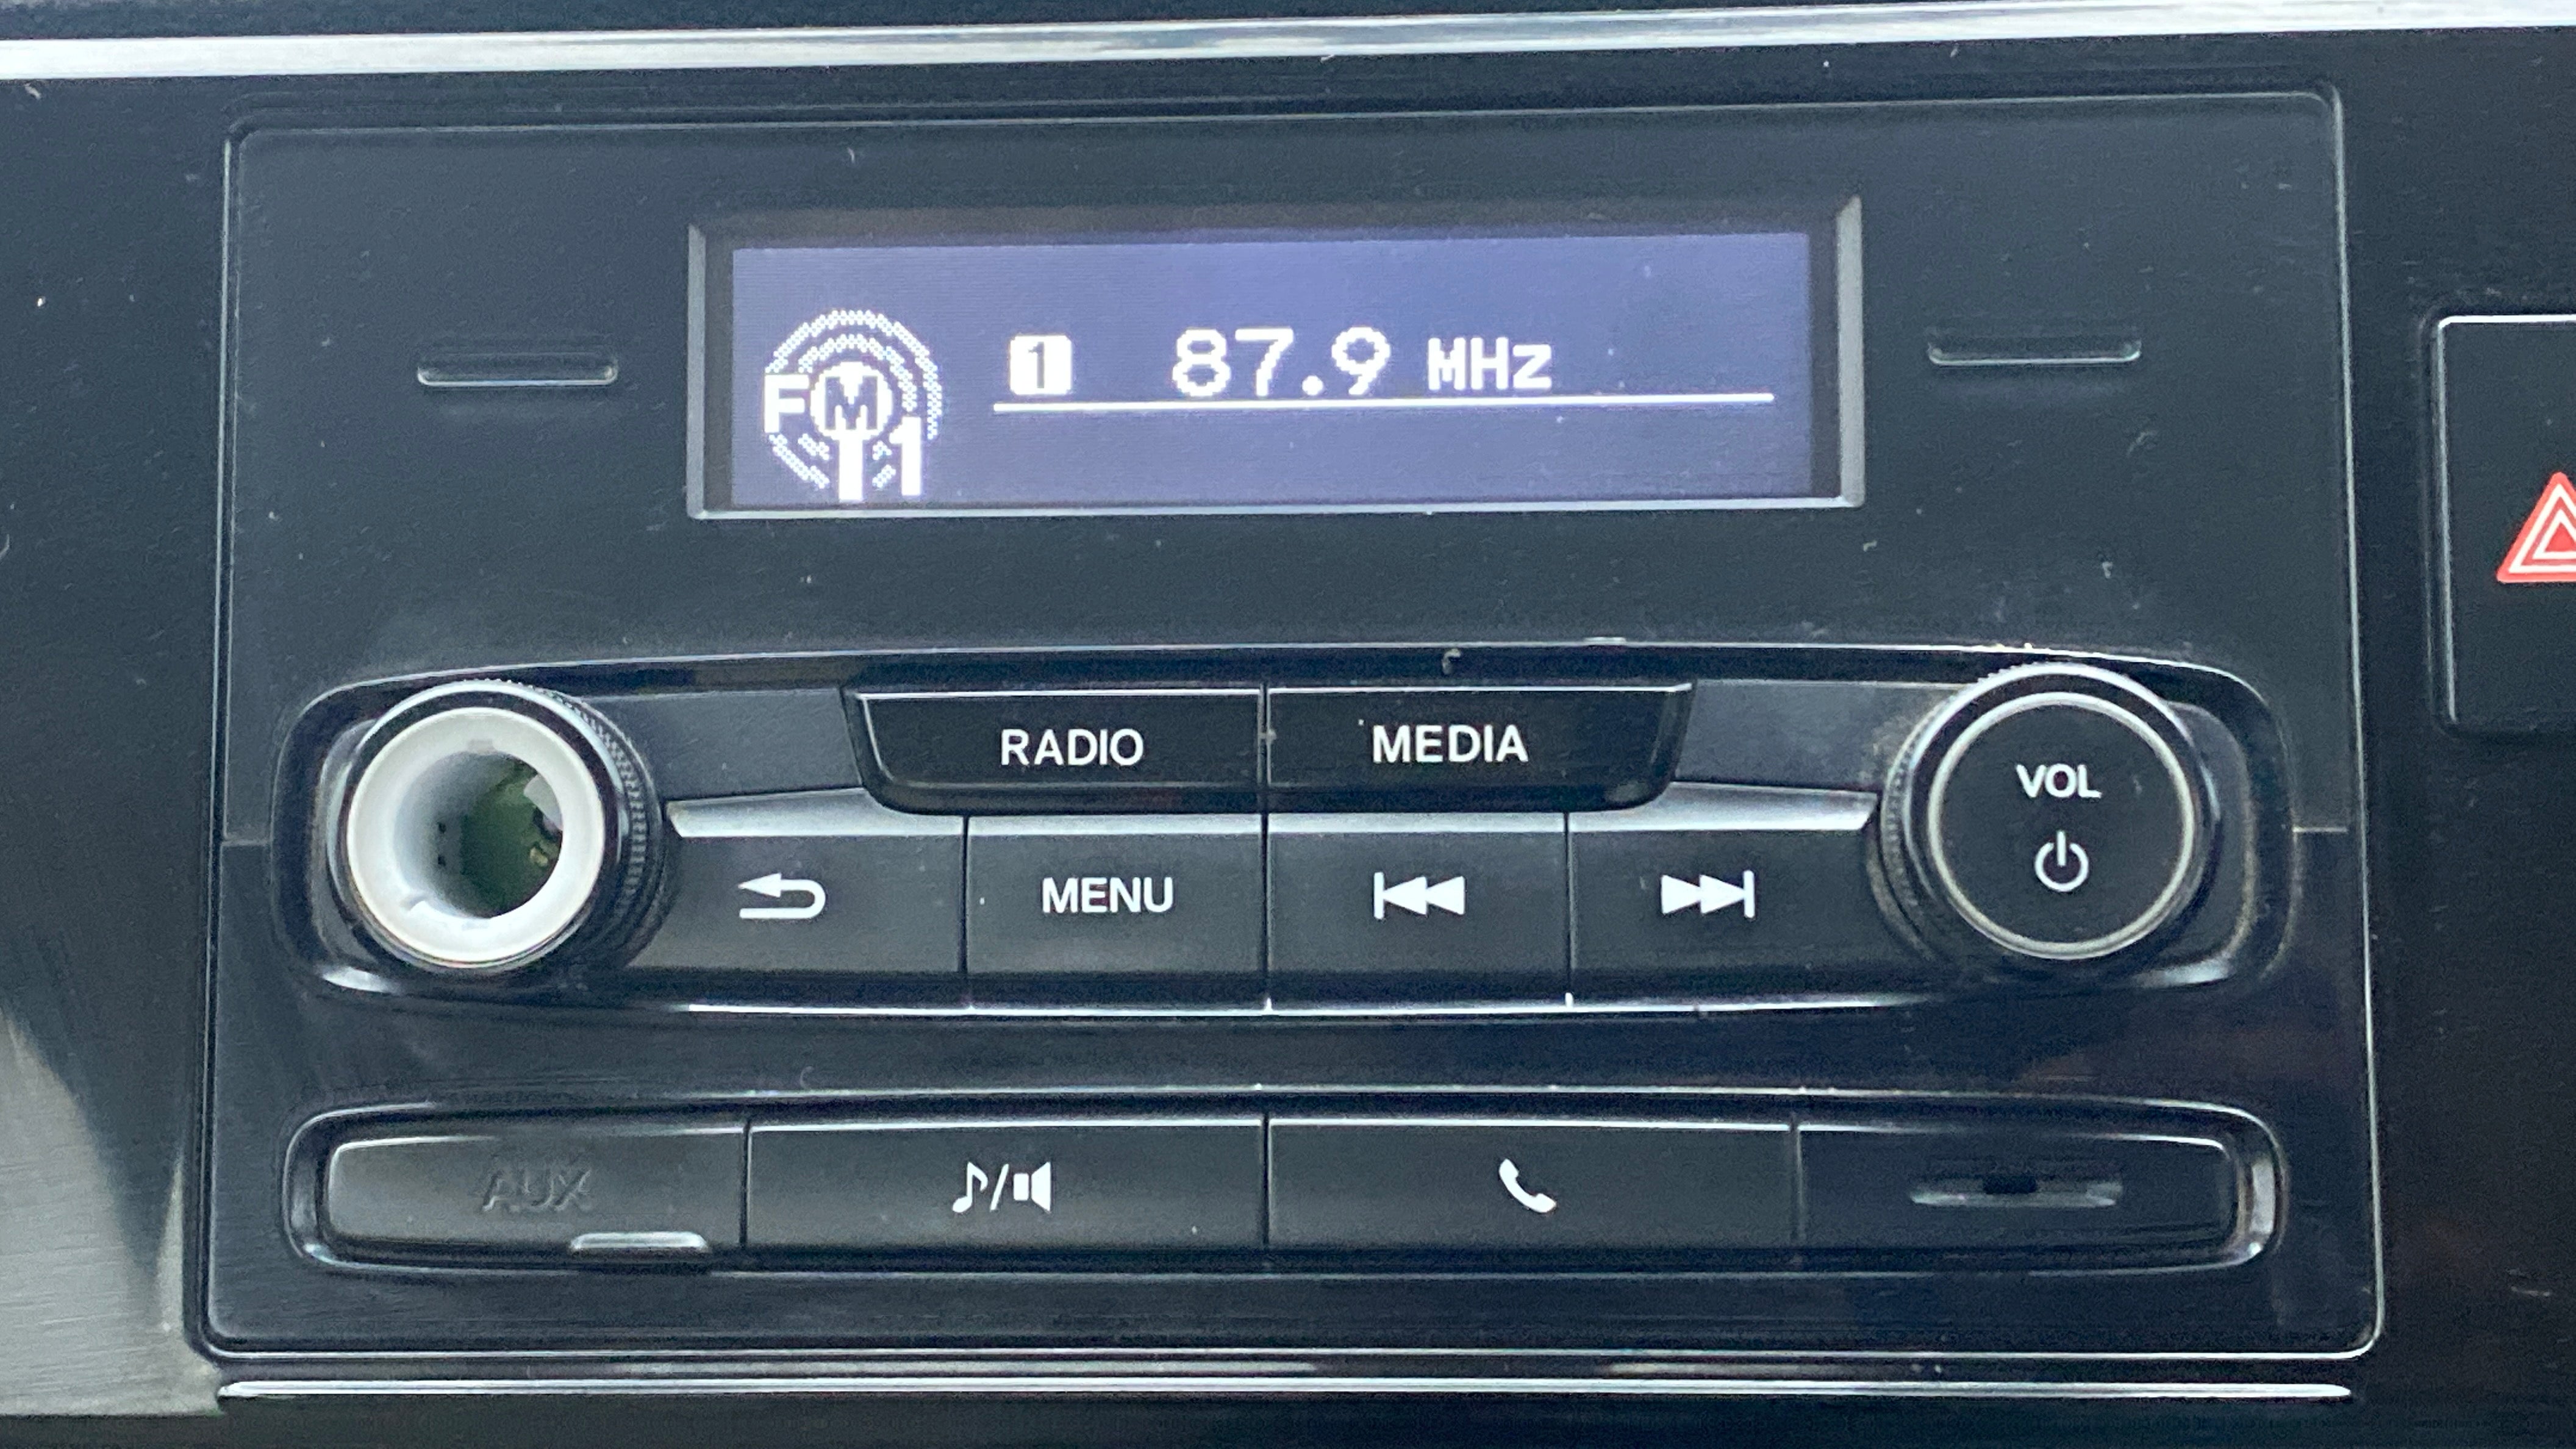 FM1
1 87.9 MHz
RADIO MEDIA
VOL
MENU
AUX